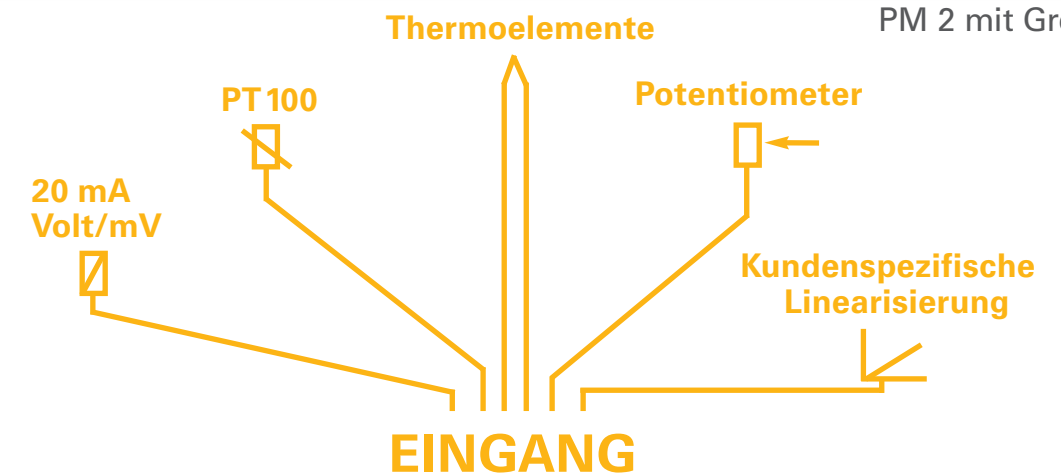 PM 2 mit
Thermoelemente
PT 100
Potentiometer
20 mA
Volt/mV
Kundenspezifische
Linearisierung
EINGANG